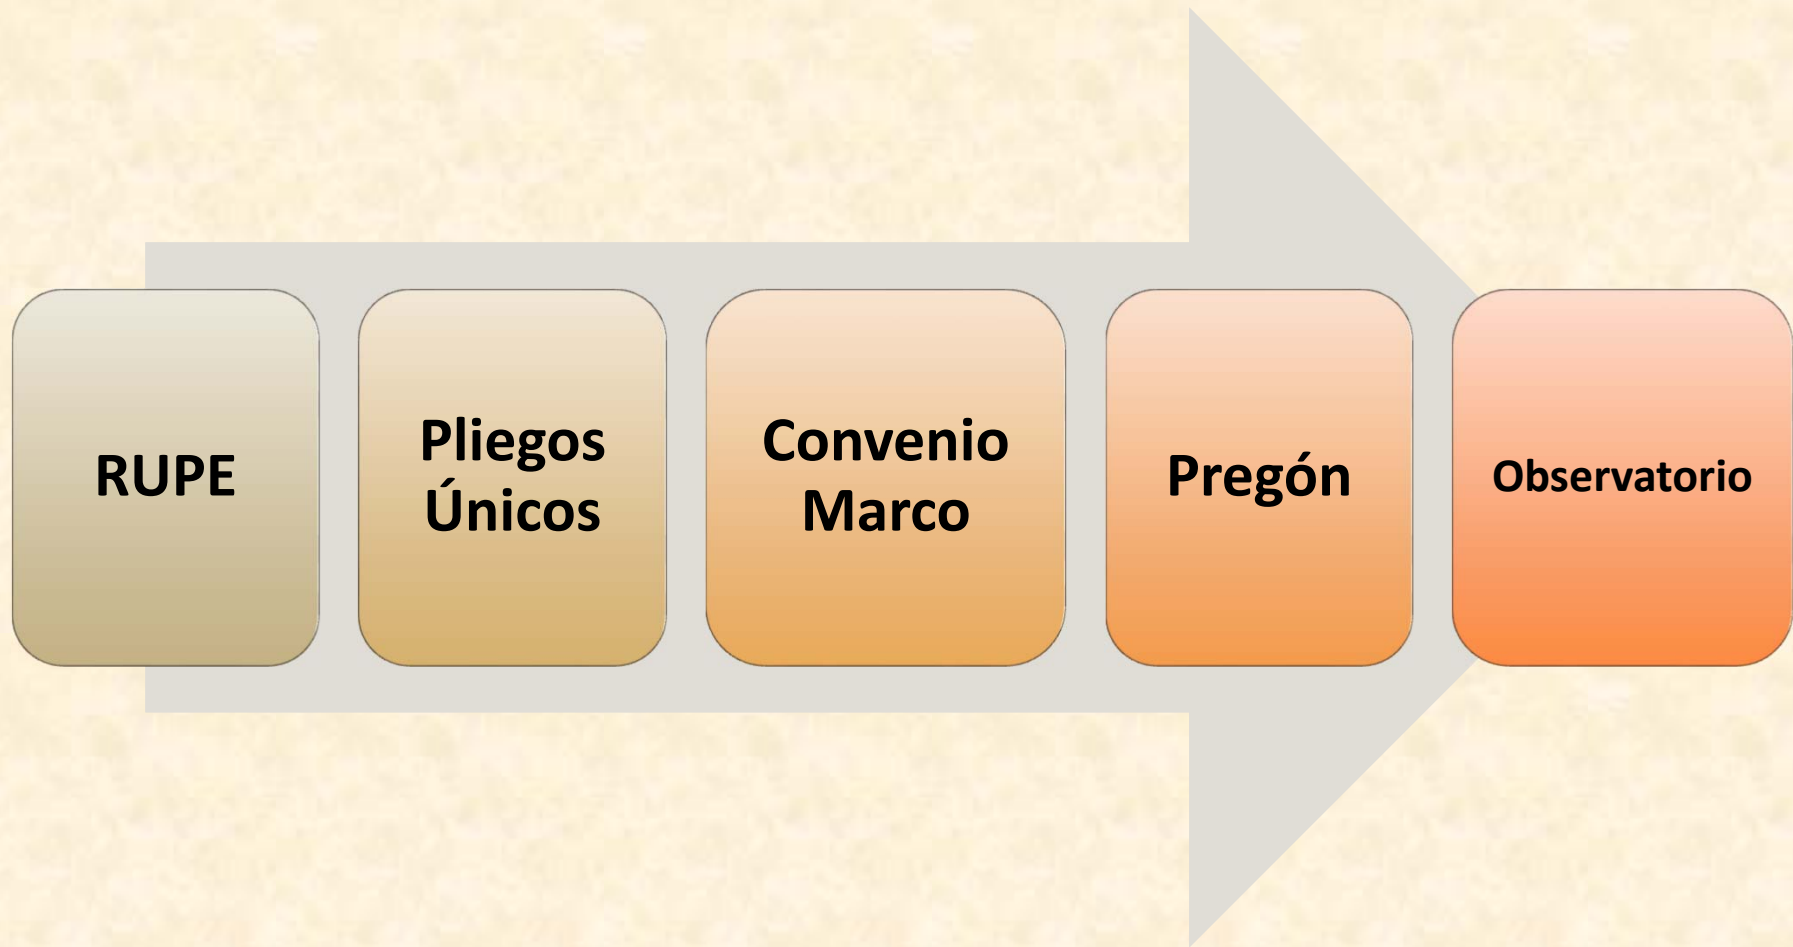 RUPE
Pliegos
Únicos
Convenio
Marco
Pregón
Observatorio